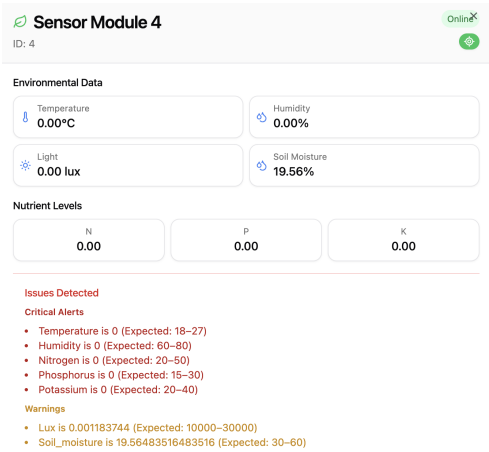 Sensor Module 4
Online
ID: 4
Environmental Data
Temperature
0.00°C
Humidity
0.00%
Light
0.00 lux
Soil Moisture
19.56%
Nutrient Levels
N
0.00
P
0.00
K
0.00
Issues Detected
Critical Alerts
• Temperature is 0 (Expected: 18–27)
• Humidity is 0 (Expected: 60–80)
• Nitrogen is 0 (Expected: 20–50)
• Phosphorus is 0 (Expected: 15–30)
• Potassium is 0 (Expected: 20–40)
Warnings
• Lux is 0.001183744 (Expected: 10000–30000)
• Soil_moisture is 19.56483516483516 (Expected: 30–60)